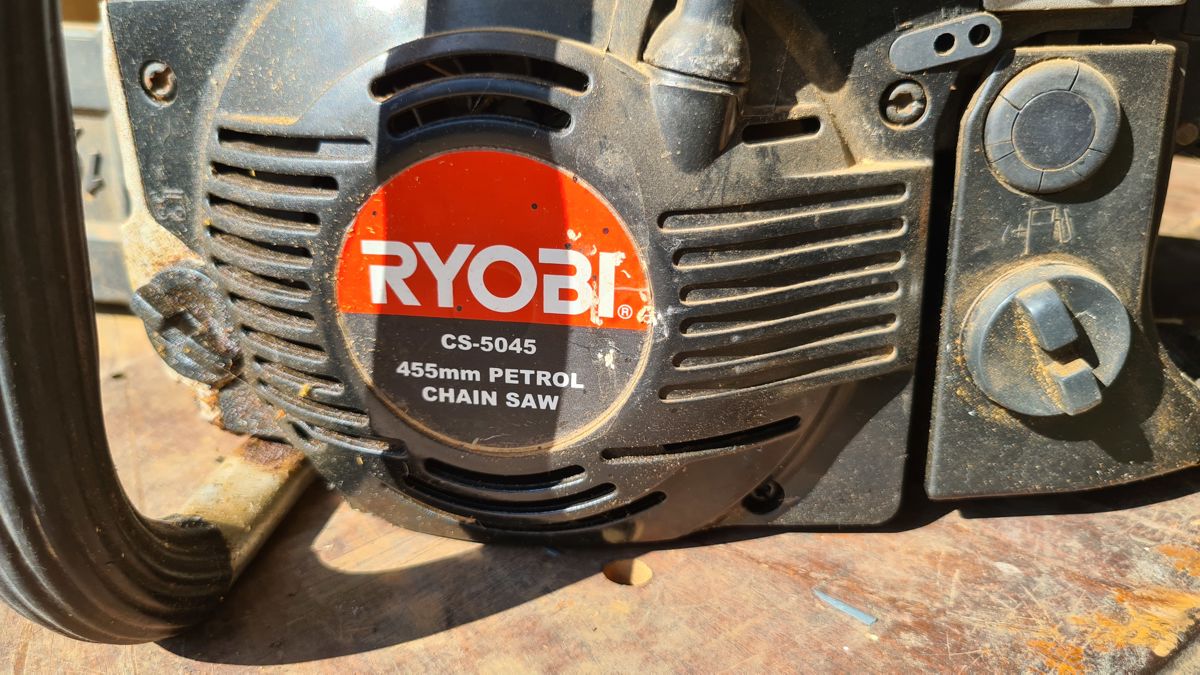 RYOBI®
CS-5045
455mm PETROL
CHAIN SAW